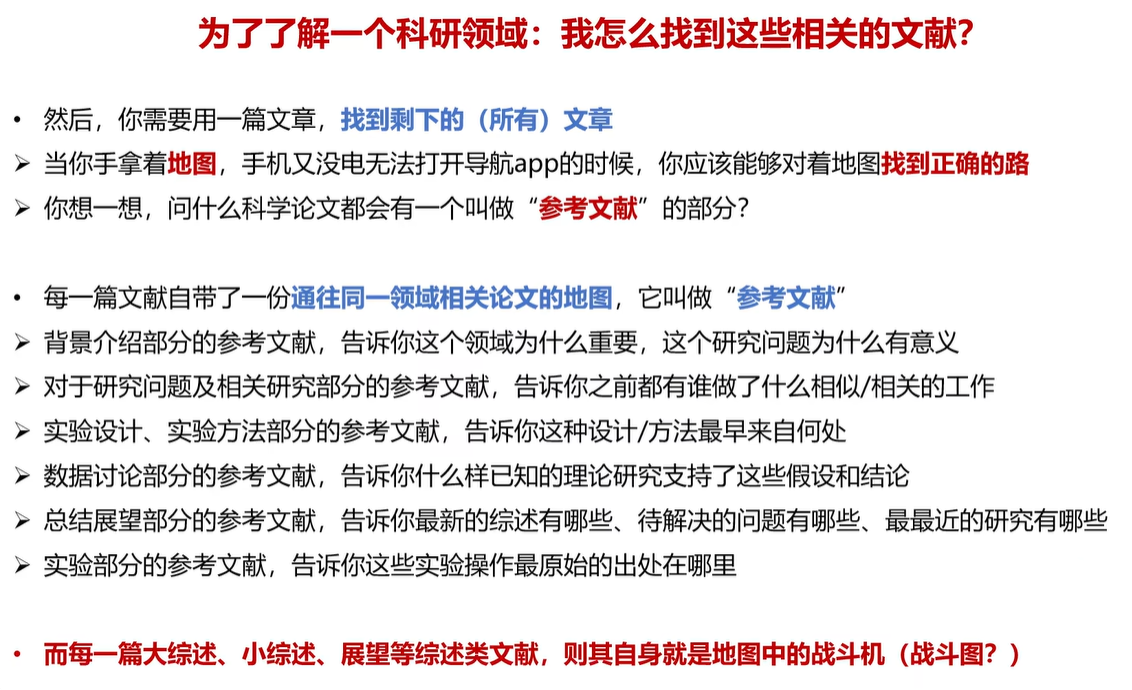 为了了解一个科研领域：我怎么找到这些相关的文献？
• 然后，你需要用一篇文章，找到剩下的（所有）文章
➢ 当你手拿着地图，手机又没电无法打开导航app的时候，你应该能够对着地图找到正确的路
➢ 你想一想，问什么科学论文都会有一个叫做“参考文献”的部分？
• 每一篇文献自带了一份通往同一领域相关论文的地图，它叫做“参考文献”
➢ 背景介绍部分的参考文献，告诉你这个领域为什么重要，这个研究问题为什么有意义
➢ 对于研究问题及相关研究部分的参考文献，告诉你之前都有谁做了什么相似/相关的工作
➢ 实验设计、实验方法部分的参考文献，告诉你这种设计/方法最早来自何处
➢ 数据讨论部分的参考文献，告诉你什么样已知的理论研究支持了这些假设和结论
➢ 总结展望部分的参考文献，告诉你最新的综述有哪些、待解决的问题有哪些、最最近的研究有哪些
➢ 实验部分的参考文献，告诉你这些实验操作最原始的出处在哪里
• 而每一篇大综述、小综述、展望等综述类文献，则其自身就是地图中的战斗机（战斗图？）